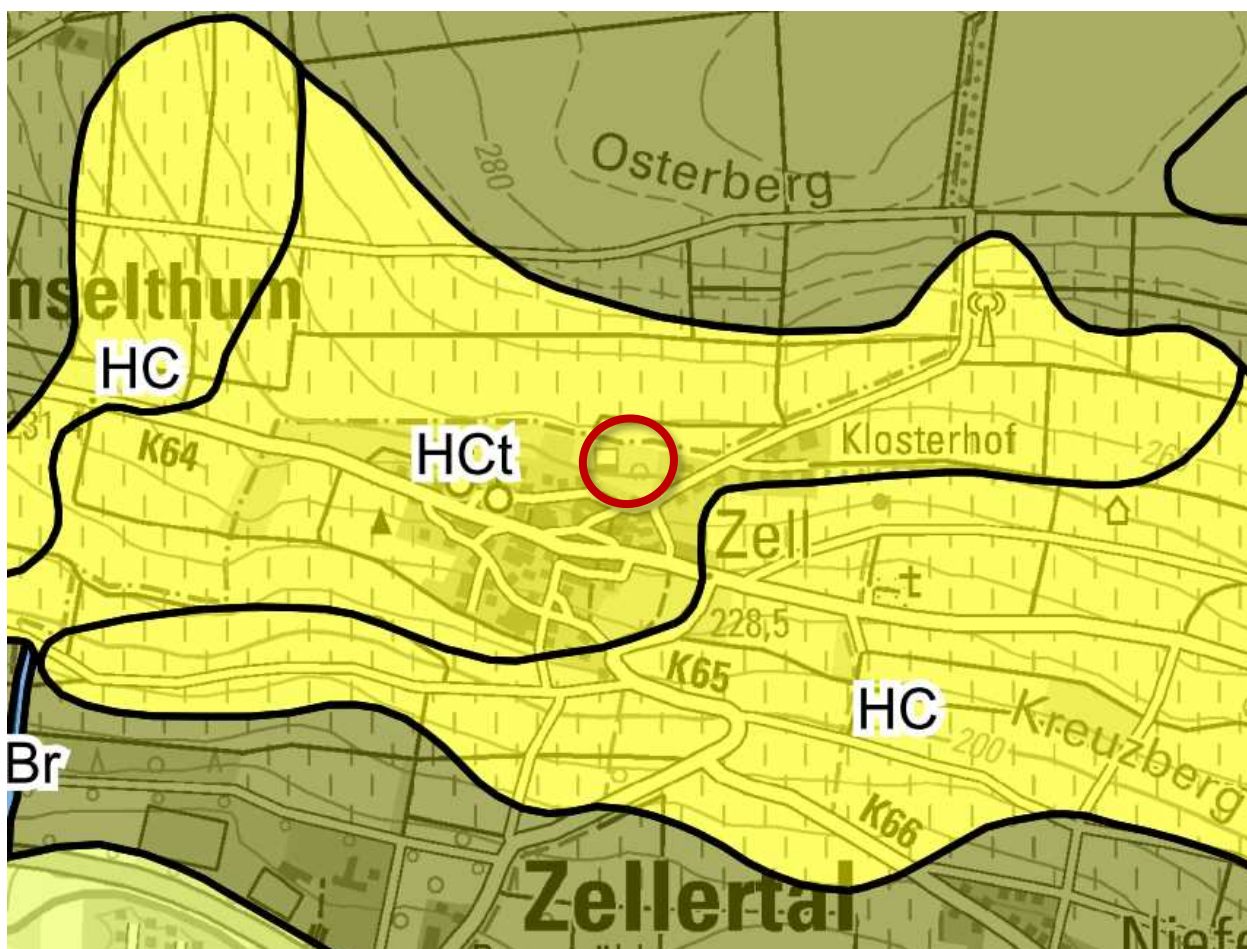 280
Osterberg
nselthum
HC
K64
HCt
Klosterhof
Zell
228,5
K65
HC
Kreuzberg
200
Br
K66
Zellertal